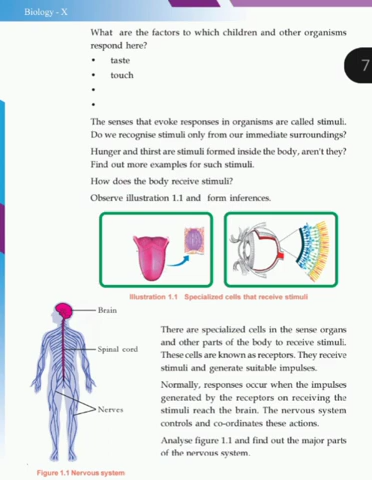 Biology - X
What are the factors to which children and other organisms
respond here?
• taste
• touch
•
•
7
The senses that evoke responses in organisms are called stimuli.
Do we recognise stimuli only from our immediate surroundings?
Hunger and thirst are stimuli formed inside the body, aren't they?
Find out more examples for such stimuli.
How does the body receive stimuli?
Observe illustration 1.1 and form inferences.
Illustration 1.1 Specialized cells that receive stimuli
Brain
Spinal cord
Nerves
Figure 1.1 Nervous system
There are specialized cells in the sense organs
and other parts of the body to receive stimuli.
These cells are known as receptors. They receive
stimuli and generate suitable impulses.
Normally, responses occur when the impulses
generated by the receptors on receiving the
stimuli reach the brain. The nervous system
controls and co-ordinates these actions.
Analyse figure 1.1 and find out the major parts
of the nervous system.